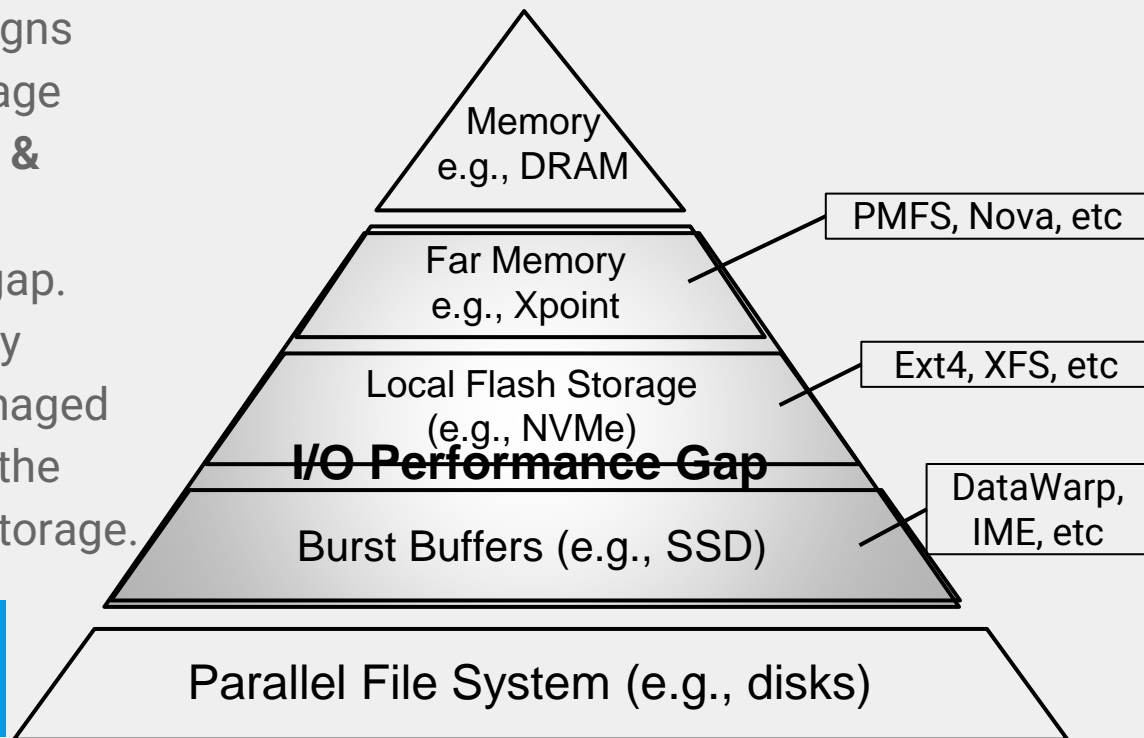 gns
age
&
gap.
y
naged
the
torage.
Memory
e.g., DRAM
Far Memory
e.g., Xpoint
Local Flash Storage
(e.g., NVMe)
I/O Performance Gap
Burst Buffers (e.g., SSD)
Parallel File System (e.g., disks)
PMFS, Nova, etc
Ext4, XFS, etc
DataWarp,
IME, etc